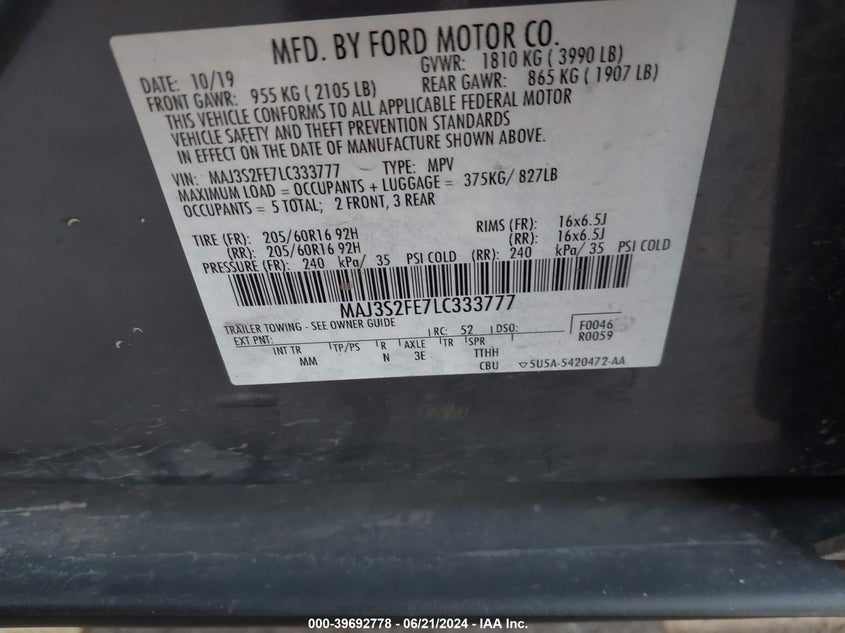 MFD. BY FORD MOTOR CO.
DATE: 10/19 GVWR: 1810 KG ( 3990 LB)
FRONT GAWR: 955 KG ( 2105 LB) REAR GAWR: 865 KG ( 1907 LB)
THIS VEHICLE CONFORMS TO ALL APPLICABLE FEDERAL MOTOR
VEHICLE SAFETY AND THEFT PREVENTION STANDARDS
IN EFFECT ON THE DATE OF MANUFACTURE SHOWN ABOVE.
VIN: MAJ3S2FE7LC333777 TYPE: MPV
MAXIMUM LOAD = OCCUPANTS + LUGGAGE = 375KG/ 827LB
OCCUPANTS = 5 TOTAL; 2 FRONT, 3 REAR
TIRE (FR): 205/60R16 92H RIMS (FR): 16x6.5J
(RR): 205/60R16 92H (RR): 16x6.5J
PRESSURE (FR): 240 kPa/ 35 PSI COLD (RR): 240 kPa/ 35 PSI COLD
MAJ3S2FE7LC333777
TRAILER TOWING - SEE OWNER GUIDE
EXT PNT: RC: 52 DSO: F0046
INT TR TP/PS R AXLE TR SPR R0059
MM N 3E TTHH
CBU 5U5A-5420472-AA
000-39692778 - 06/21/2024 - IAA Inc.